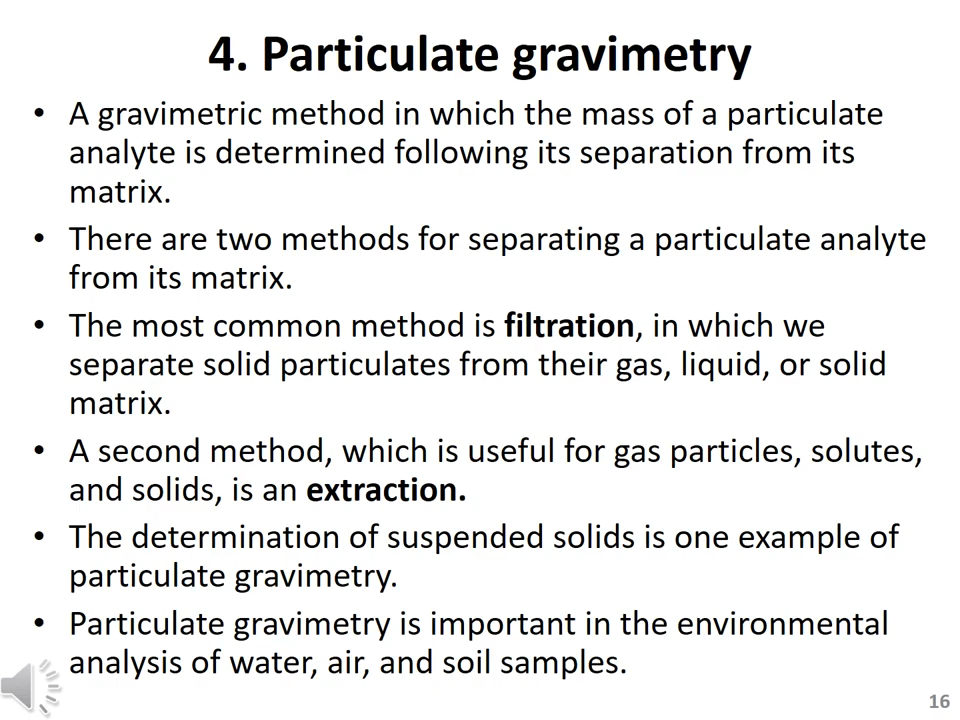 4. Particulate gravimetry
• A gravimetric method in which the mass of a particulate
analyte is determined following its separation from its
matrix.
• There are two methods for separating a particulate analyte
from its matrix.
• The most common method is filtration, in which we
separate solid particulates from their gas, liquid, or solid
matrix.
• A second method, which is useful for gas particles, solutes,
and solids, is an extraction.
• The determination of suspended solids is one example of
particulate gravimetry.
• Particulate gravimetry is important in the environmental
analysis of water, air, and soil samples.
16